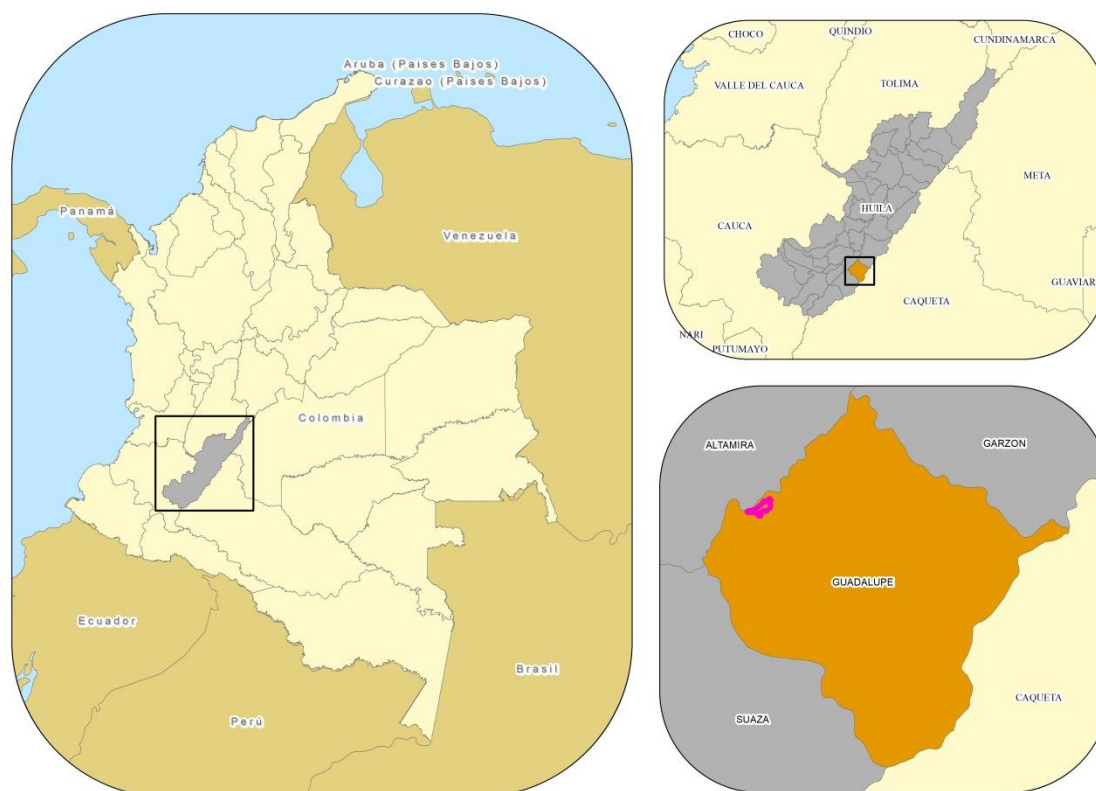 Aruba (Paises Bajos)
Curazao (Paises Bajos)
Panamá
Venezuela
Colombia
Ecuador
Perú
Brasil
CHOCO
QUINDIO
CUNDINAMARCA
VALLE DEL CAUCA
TOLIMA
META
HUILA
CAUCA
CAQUETA
GUAVIAR
NARI
PUTUMAYO
ALTAMIRA
GARZON
GUADALUPE
SUAZA
CAQUETA